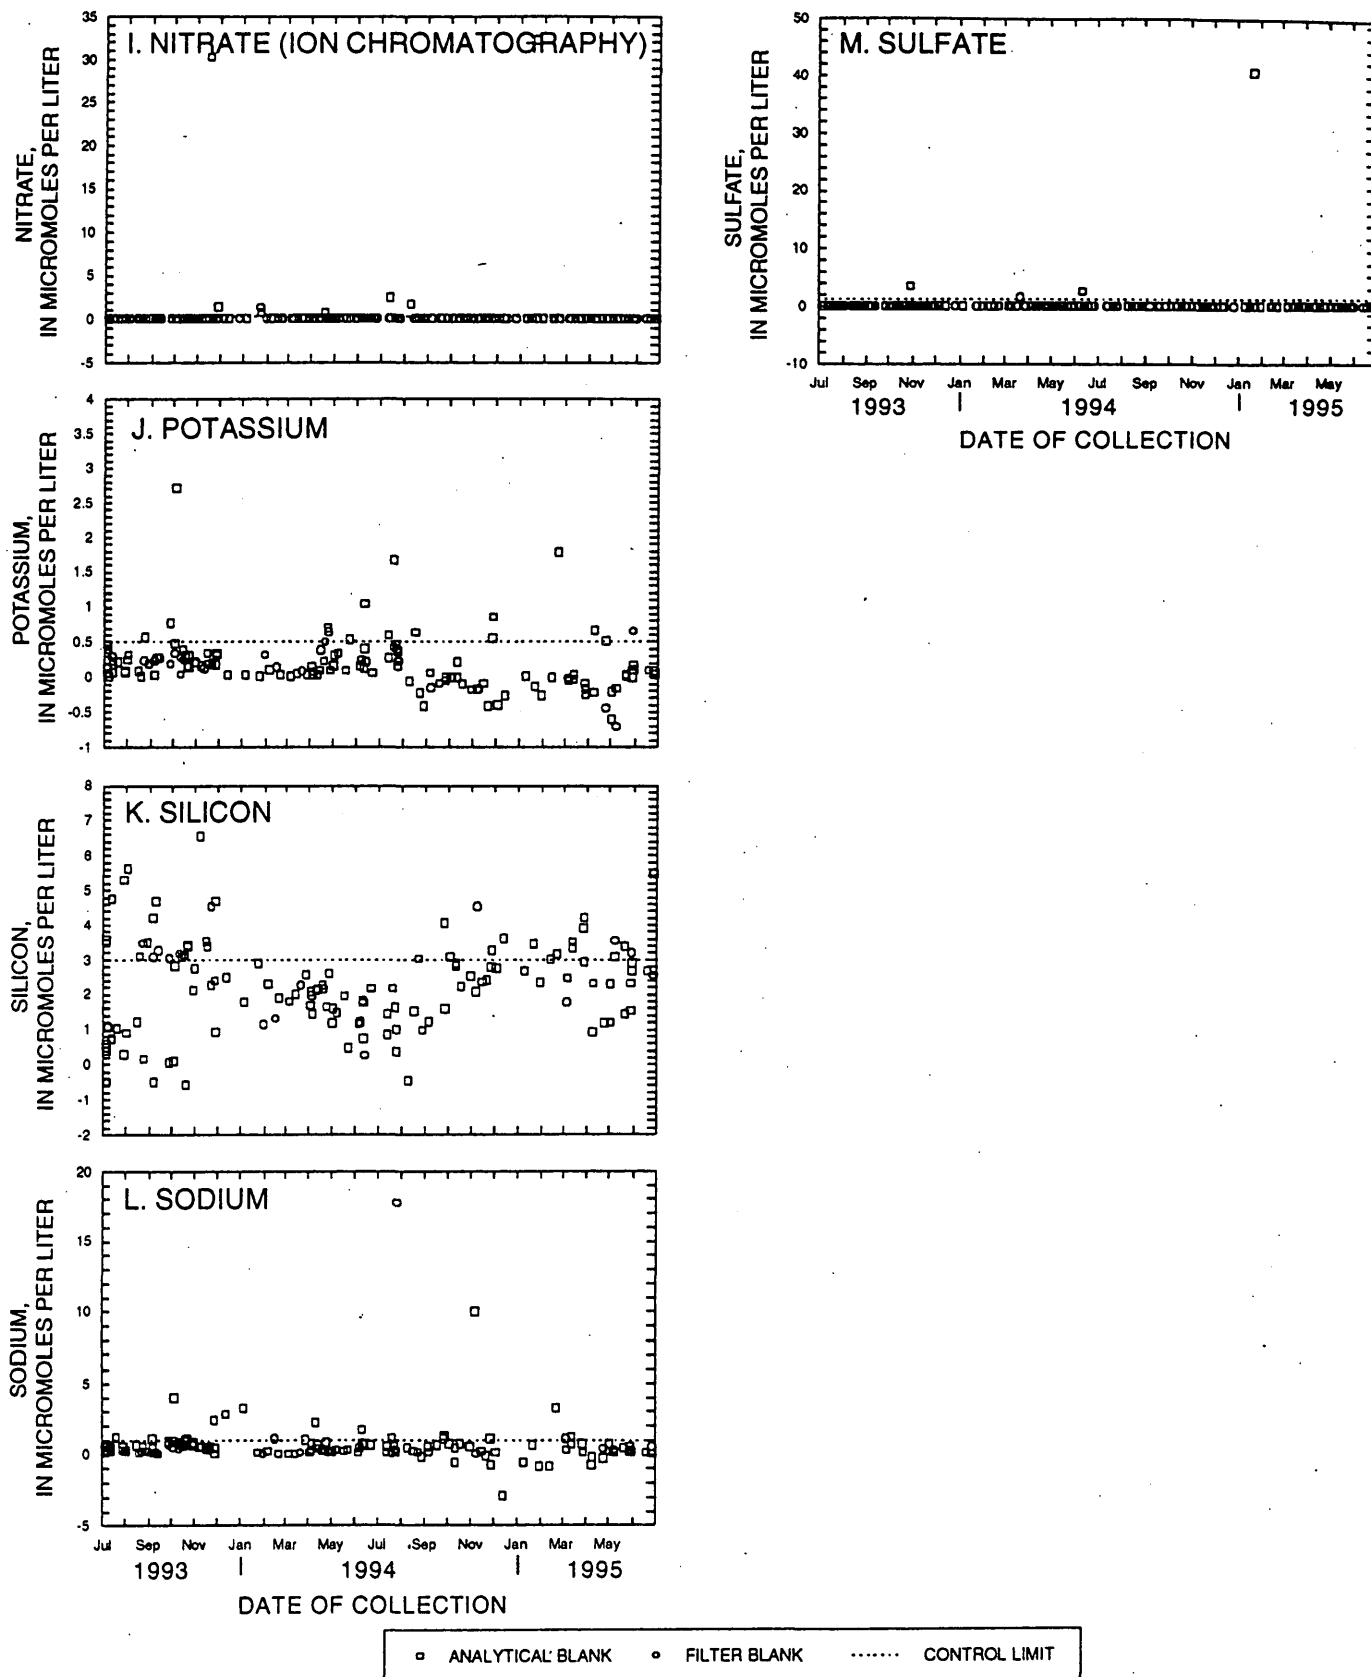 I. NITRATE (ION CHROMATOGRAPHY)
NITRATE,
IN MICROMOLES PER LITER
35
30
25
20
15
10
5
0
-5
J. POTASSIUM
POTASSIUM,
IN MICROMOLES PER LITER
4
3.5
3
2.5
2
1.5
1
0.5
0
-0.5
-1
K. SILICON
SILICON,
IN MICROMOLES PER LITER
8
7
6
5
4
3
2
1
0
-1
-2
L. SODIUM
SODIUM,
IN MICROMOLES PER LITER
20
15
10
5
0
-5
Jul Sep Nov Jan Mar May Jul Sep Nov Jan Mar May
1993 1994 1995
DATE OF COLLECTION
M. SULFATE
SULFATE,
IN MICROMOLES PER LITER
50
40
30
20
10
0
-10
Jul Sep Nov Jan Mar May Jul Sep Nov Jan Mar May
1993 1994 1995
DATE OF COLLECTION
ANALYTICAL BLANK FILTER BLANK CONTROL LIMIT